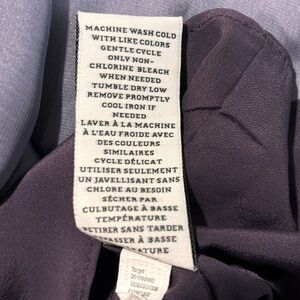 MACHINE WASH COLD
WITH LIKE COLORS
GENTLE CYCLE
ONLY NON-
CHLORINE BLEACH
WHEN NEEDED
TUMBLE DRY LOW
REMOVE PROMPTLY
COOL IRON IF
NEEDED
LAVER À LA MACHINE
À L'EAU FROIDE AVEC
DES COULEURS
SIMILAIRES
CYCLE DÉLICAT
UTILISER SEULEMENT
UN JAVELLISANT SANS
CHLORE AU BESOIN
SÉCHER PAR
CULBUTAGE À BASSE
TEMPÉRATURE
RETIRER SANS TARDER
À BASSE
Target